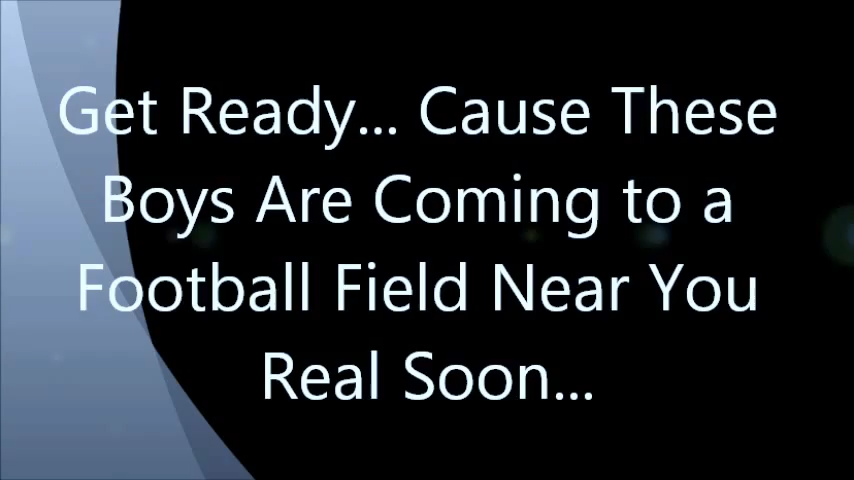 Get Ready... Cause These
Boys Are Coming to a
Football Field Near You
Real Soon...